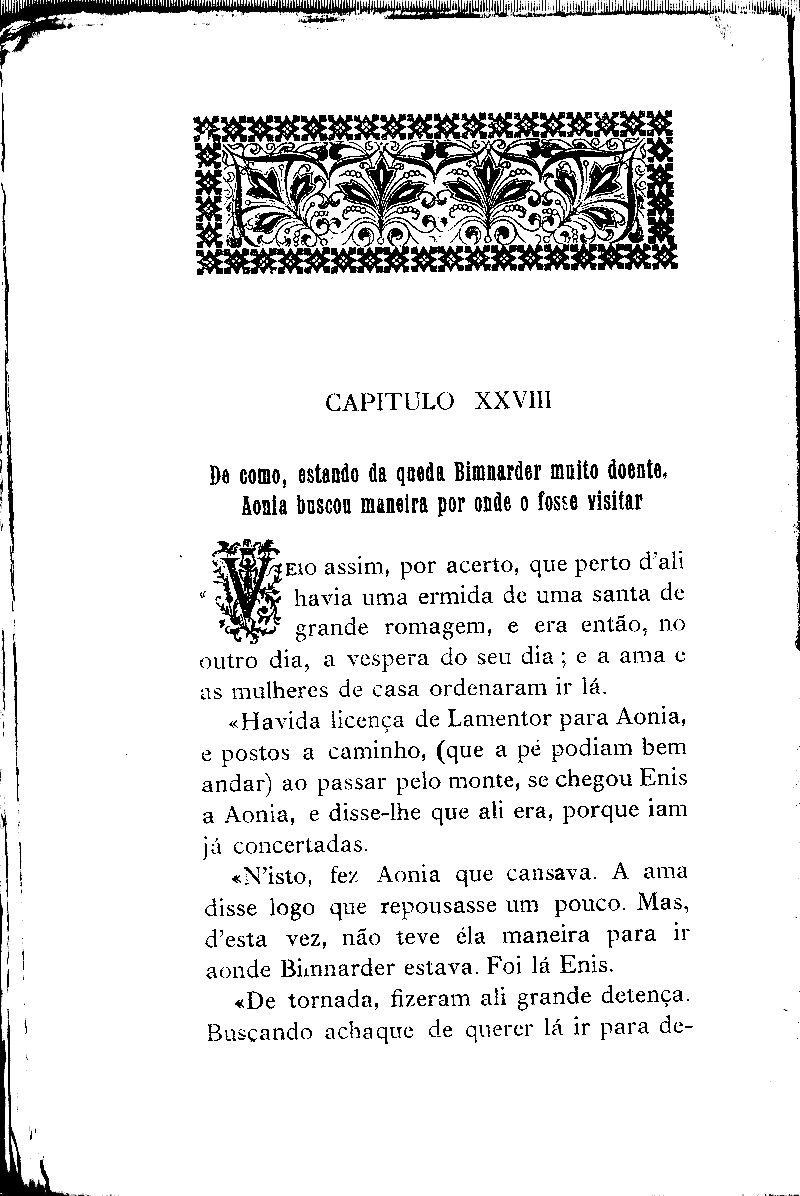 CAPITULO XXVIII
De como, estando da queda Bimnarder muito doente,
Aonia buscou maneira por onde o fosse visitar
«VEIO assim, por acerto, que perto d'ali
havia uma ermida de uma santa de
grande romagem, e era então, no
outro dia, a vespera do seu dia; e a ama e
as mulheres de casa ordenaram ir lá.
«Havida licença de Lamentor para Aonia,
e postos a caminho, (que a pé podiam bem
andar) ao passar pelo monte, se chegou Enis
a Aonia, e disse-lhe que ali era, porque iam
já concertadas.
«N'isto, fez Aonia que cansava. A ama
disse logo que repousasse um pouco. Mas,
d'esta vez, não teve éla maneira para ir
aonde Bimnarder estava. Foi lá Enis.
«De tornada, fizeram ali grande detença.
Busçando achaque de querer lá ir para de-